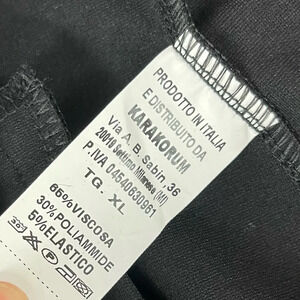 PRODOTTO IN ITALIA
E DISTRIBUITO DA
KARAKORUM
Via A. B. Sabin, 36
20019 Settimo Milanese (MI)
P.IVA 04540630961
TG. XL
65%VISCOSA
30%POLIAMMIDE
5%ELASTICO